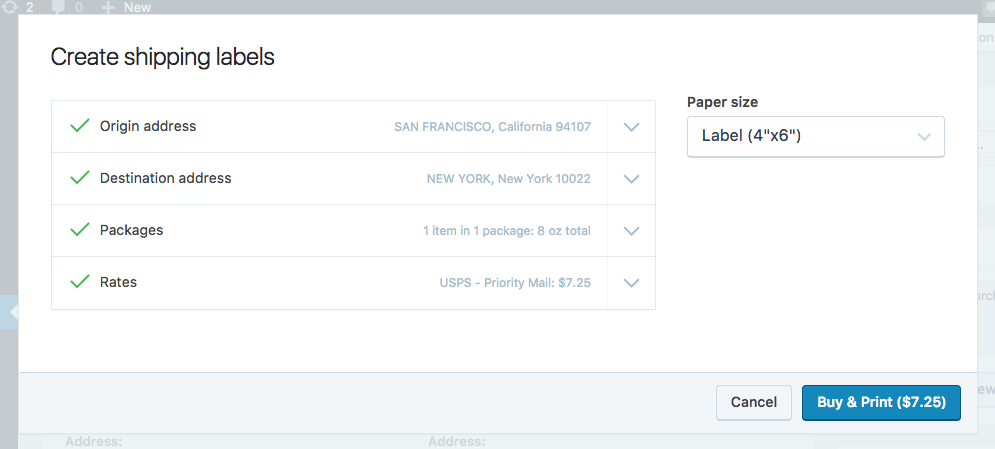 2 0 New
Create shipping labels
Origin address SAN FRANCISCO, California 94107
Destination address NEW YORK, New York 10022
Packages 1 item in 1 package: 8 oz total
Rates USPS - Priority Mail: $7.25
Paper size
Label (4"x6")
Cancel Buy & Print ($7.25)
Address: Address: